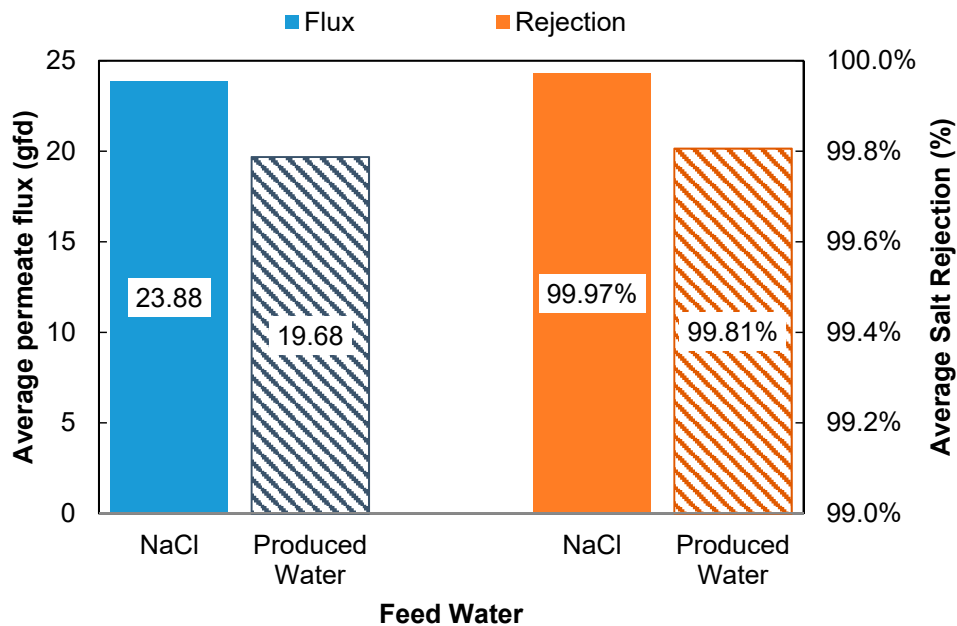 Flux Rejection
Average permeate flux (gfd)
25
20
15
10
5
0
23.88
19.68
99.97%
99.81%
100.0%
99.8%
99.6%
99.4%
99.2%
99.0%
Average Salt Rejection (%)
NaCl Produced NaCl Produced
Water Water
Feed Water